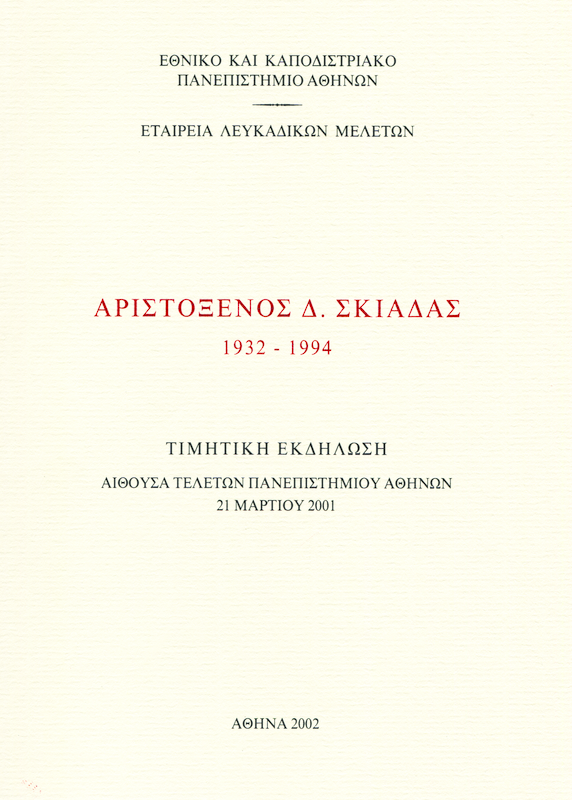 ΕΘΝΙΚΟ ΚΑΙ ΚΑΠΟΔΙΣΤΡΙΑΚΟ
ΠΑΝΕΠΙΣΤΗΜΙΟ ΑΘΗΝΩΝ
ΕΤΑΙΡΕΙΑ ΛΕΥΚΑΔΙΚΩΝ ΜΕΛΕΤΩΝ
ΑΡΙΣΤΟΞΕΝΟΣ Δ. ΣΚΙΑΔΑΣ
1932 - 1994
ΤΙΜΗΤΙΚΗ ΕΚΔΗΛΩΣΗ
ΑΙΘΟΥΣΑ ΤΕΛΕΤΩΝ ΠΑΝΕΠΙΣΤΗΜΙΟΥ ΑΘΗΝΩΝ
21 ΜΑΡΤΙΟΥ 2001
ΑΘΗΝΑ 2002